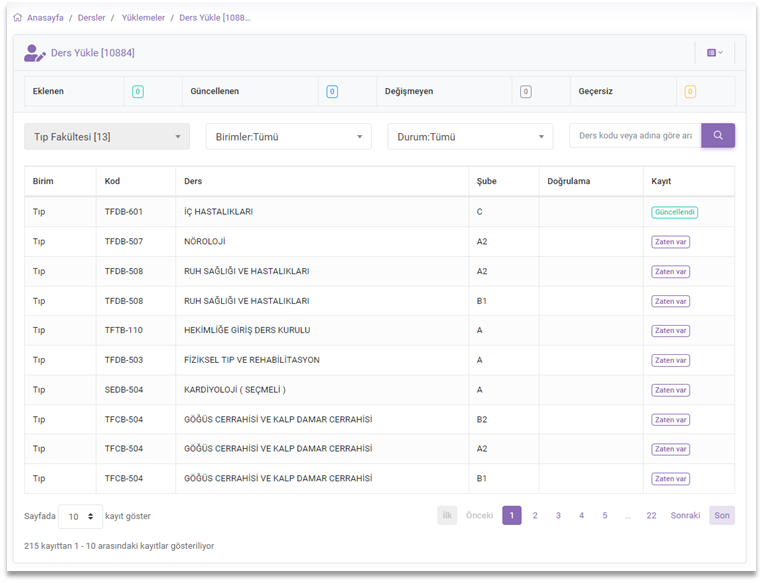 Anasayfa / Dersler / Yüklemeler / Ders Yükle [1088...
Ders Yükle [10884]
Eklenen 0 Güncellenen 0 Değişmeyen 0 Geçersiz 0
Tıp Fakültesi [13] Birimler:Tümü Durum:Tümü Ders kodu veya adına göre ara
Birim Kod Ders Şube Doğrulama Kayıt
Tıp TFDB-601 İÇ HASTALIKLARI C Güncellendi
Tıp TFDB-507 NÖROLOJİ A2 Zaten var
Tıp TFDB-508 RUH SAĞLIĞI VE HASTALIKLARI A2 Zaten var
Tıp TFDB-508 RUH SAĞLIĞI VE HASTALIKLARI B1 Zaten var
Tıp TFTB-110 HEKİMLİĞE GİRİŞ DERS KURULU A Zaten var
Tıp TFDB-503 FİZİKSEL TIP VE REHABİLİTASYON A Zaten var
Tıp SEDB-504 KARDİYOLOJİ ( SEÇMELİ ) A Zaten var
Tıp TFCB-504 GÖĞÜS CERRAHİSİ VE KALP DAMAR CERRAHİSİ B2 Zaten var
Tıp TFCB-504 GÖĞÜS CERRAHİSİ VE KALP DAMAR CERRAHİSİ A2 Zaten var
Tıp TFCB-504 GÖĞÜS CERRAHİSİ VE KALP DAMAR CERRAHİSİ B1 Zaten var
Sayfada 10 kayıt göster İlk Önceki 1 2 3 4 5 ... 22 Sonraki Son
215 kayıttan 1 - 10 arasındaki kayıtlar gösteriliyor